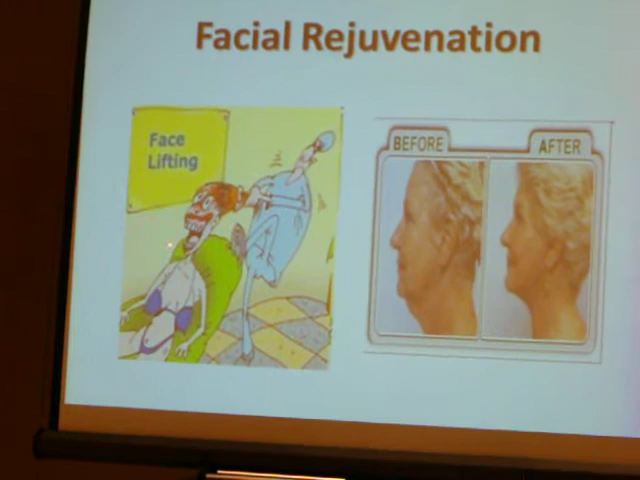 Facial Rejuvenation
Face
Lifting
BEFORE
AFTER